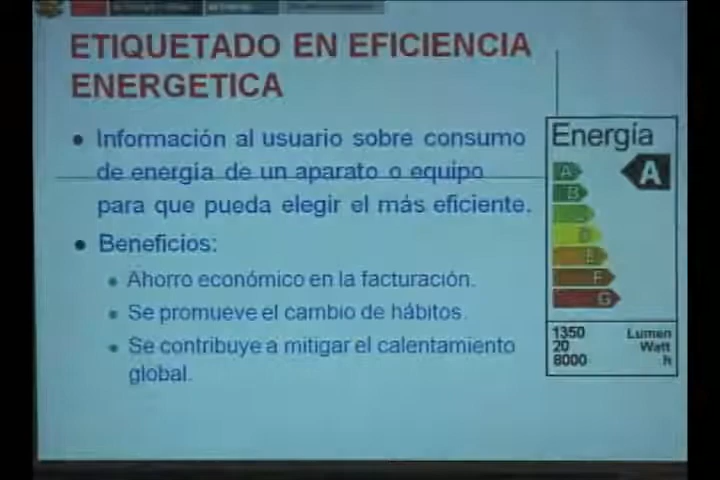 ETIQUETADO EN EFICIENCIA
ENERGETICA
• Información al usuario sobre consumo
de energía de un aparato o equipo
para que pueda elegir el más eficiente.
• Beneficios:
• Ahorro económico en la facturación.
• Se promueve el cambio de hábitos.
• Se contribuye a mitigar el calentamiento
global.
Energía
A
A
B
C
D
E
F
G
1350 Lumen
20 Watt
8000 h